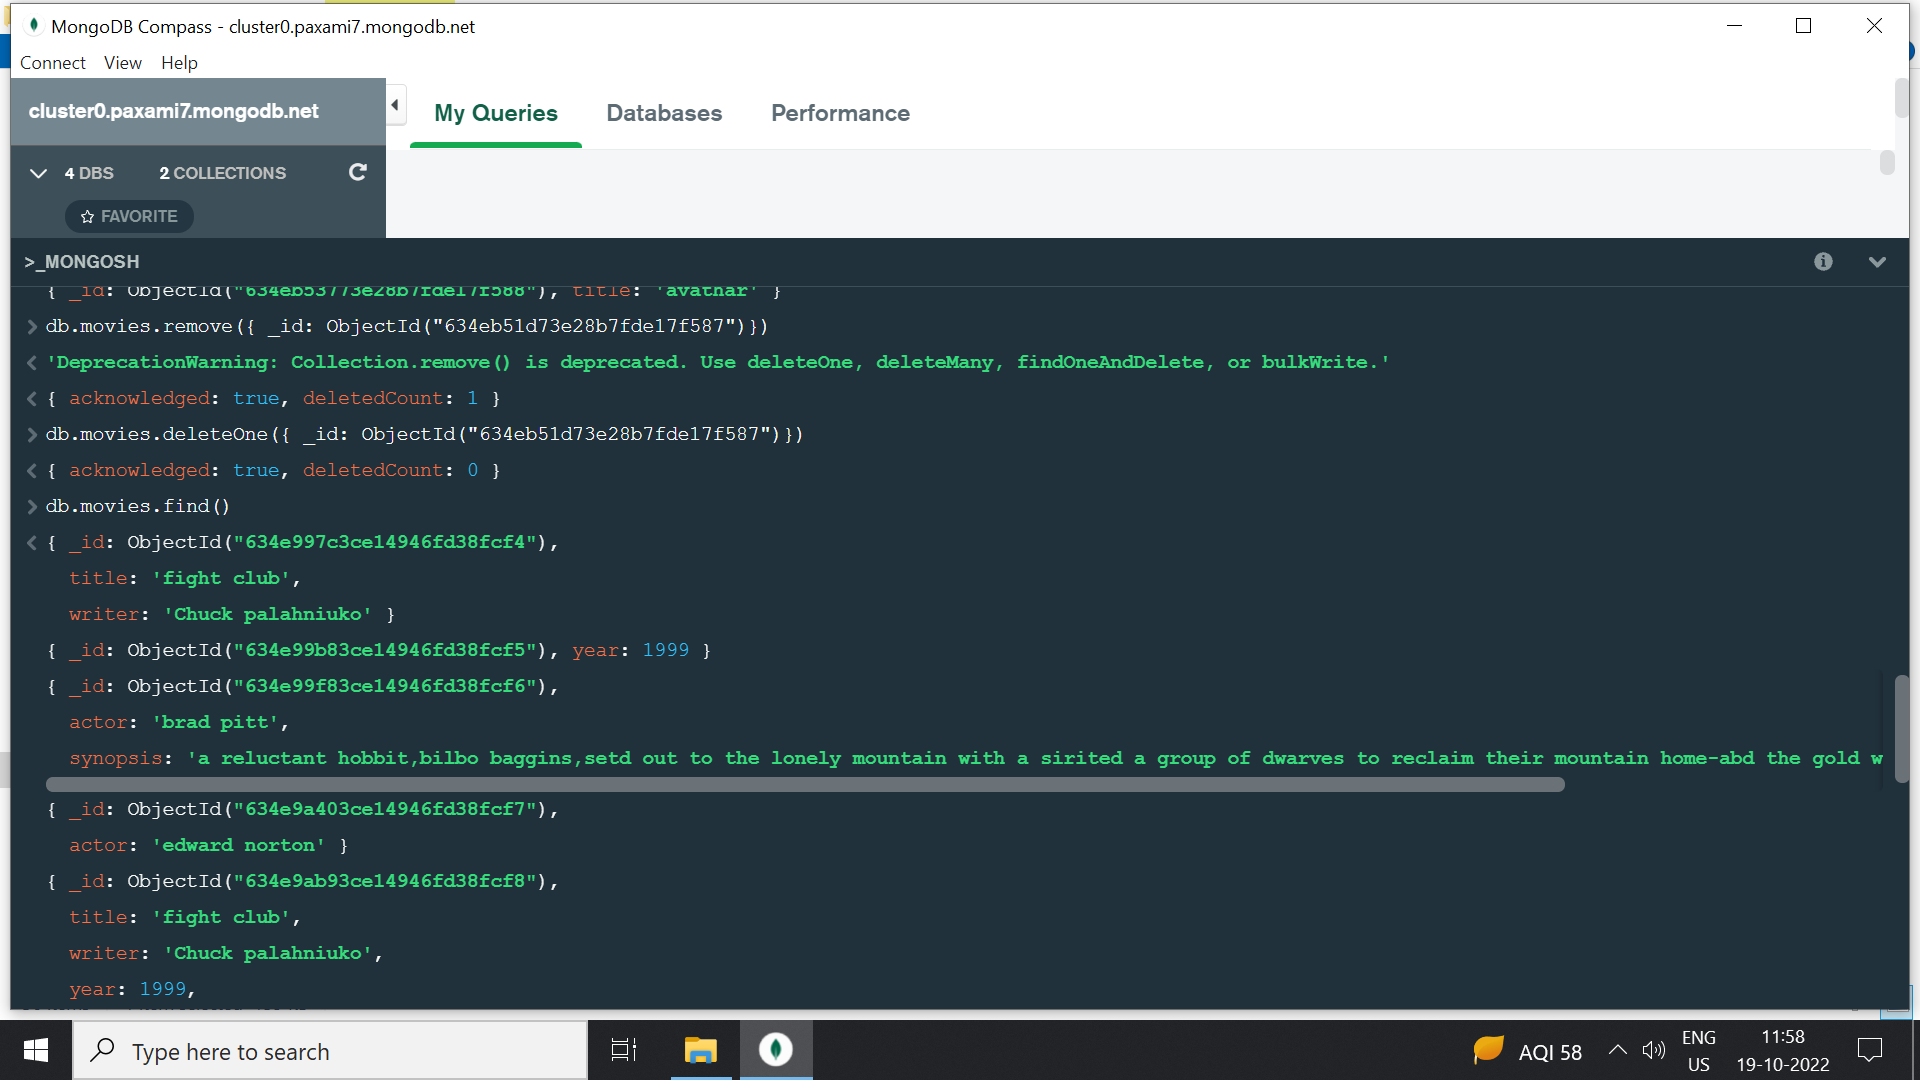 MongoDB Compass - cluster0.paxami7.mongodb.net
Connect View Help
cluster0.paxami7.mongodb.net
My Queries Databases Performance
4 DBS 2 COLLECTIONS
FAVORITE
>_MONGOSH
{ _id: ObjectId("634eb53773e28b7fde17f588"), title: 'avathar' }
> db.movies.remove({ _id: ObjectId("634eb51d73e28b7fde17f587")})
< 'DeprecationWarning: Collection.remove() is deprecated. Use deleteOne, deleteMany, findOneAndDelete, or bulkWrite.'
< { acknowledged: true, deletedCount: 1 }
> db.movies.deleteOne({ _id: ObjectId("634eb51d73e28b7fde17f587")})
< { acknowledged: true, deletedCount: 0 }
> db.movies.find()
< { _id: ObjectId("634e997c3ce14946fd38fcf4"),
title: 'fight club',
writer: 'Chuck palahniuko' }
{ _id: ObjectId("634e99b83ce14946fd38fcf5"), year: 1999 }
{ _id: ObjectId("634e99f83ce14946fd38fcf6"),
actor: 'brad pitt',
synopsis: 'a reluctant hobbit,bilbo baggins,setd out to the lonely mountain with a sirited a group of dwarves to reclaim their mountain home-abd the gold w
{ _id: ObjectId("634e9a403ce14946fd38fcf7"),
actor: 'edward norton' }
{ _id: ObjectId("634e9ab93ce14946fd38fcf8"),
title: 'fight club',
writer: 'Chuck palahniuko',
year: 1999,
Type here to search
AQI 58
ENG
US
11:58
19-10-2022